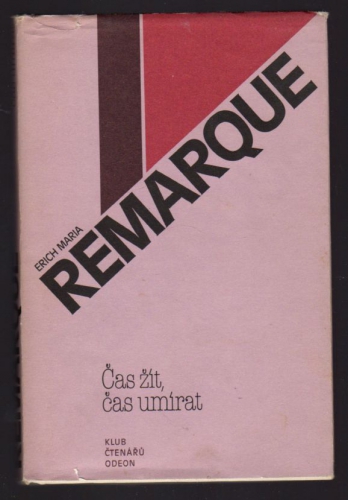 ERICH MARIA
REMARQUE
Čas žít,
čas umírat
KLUB
ČTENÁŘŮ
ODEON